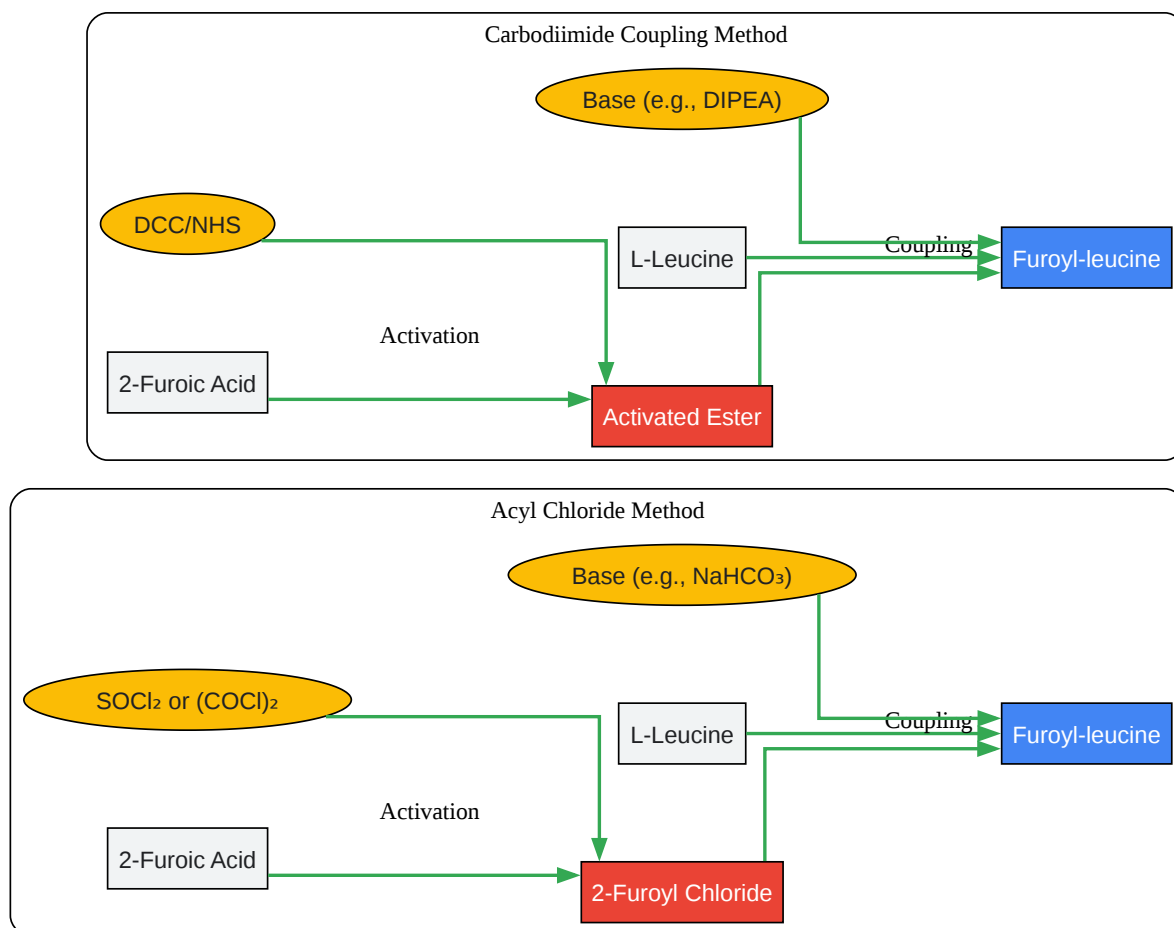 Carbodiimide Coupling Method
Base (e.g., DIPEA)
DCC/NHS
L-Leucine
Coupling
Furoyl-leucine
Activation
2-Furoic Acid
Activated Ester
Acyl Chloride Method
Base (e.g., NaHCO₃)
SOCl₂ or (COCl)₂
L-Leucine
Coupling
Furoyl-leucine
Activation
2-Furoic Acid
2-Furoyl Chloride